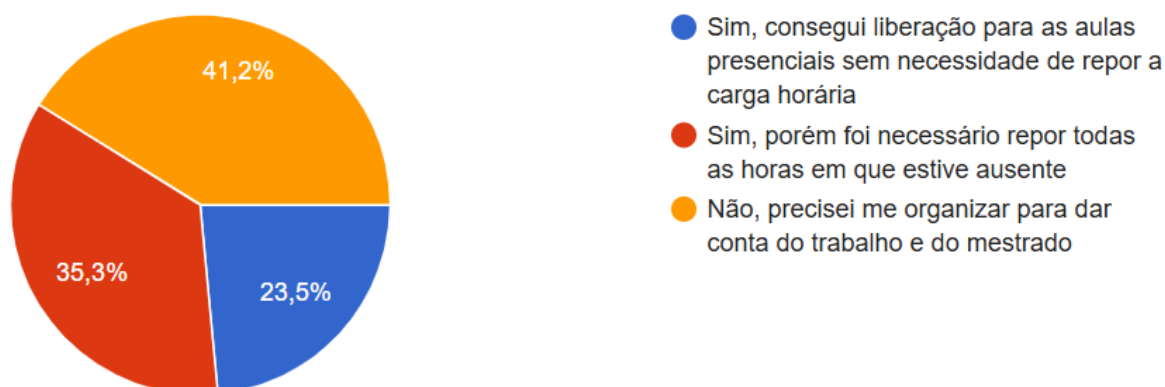 41,2%
35,3%
23,5%
Sim, consegui liberação para as aulas
presenciais sem necessidade de repor a
carga horária
Sim, porém foi necessário repor todas
as horas em que estive ausente
Não, precisei me organizar para dar
conta do trabalho e do mestrado